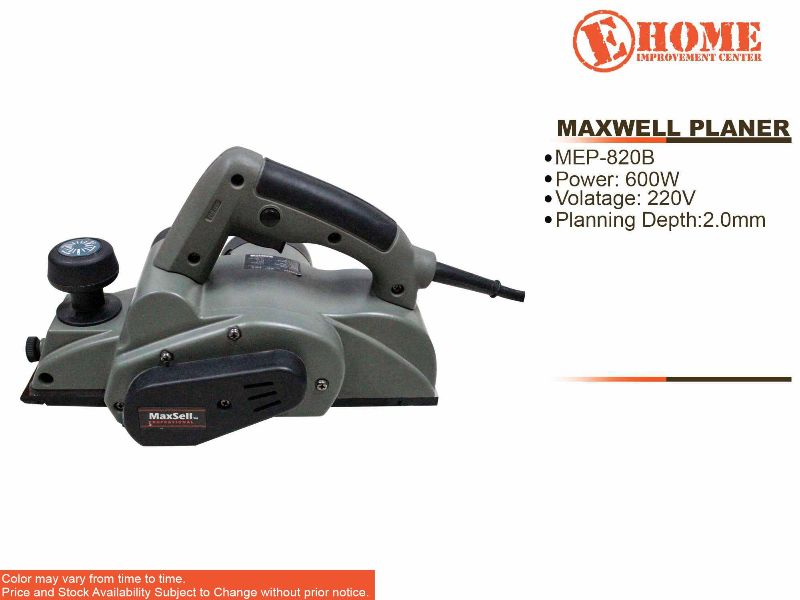 E HOME
IMPROVEMENT CENTER
MAXWELL PLANER
MEP-820B
Power: 600W
Volatage: 220V
Planning Depth:2.0mm
MaxSell
PROFESSIONAL
Color may vary from time to time.
Price and Stock Availability Subject to Change without prior notice.